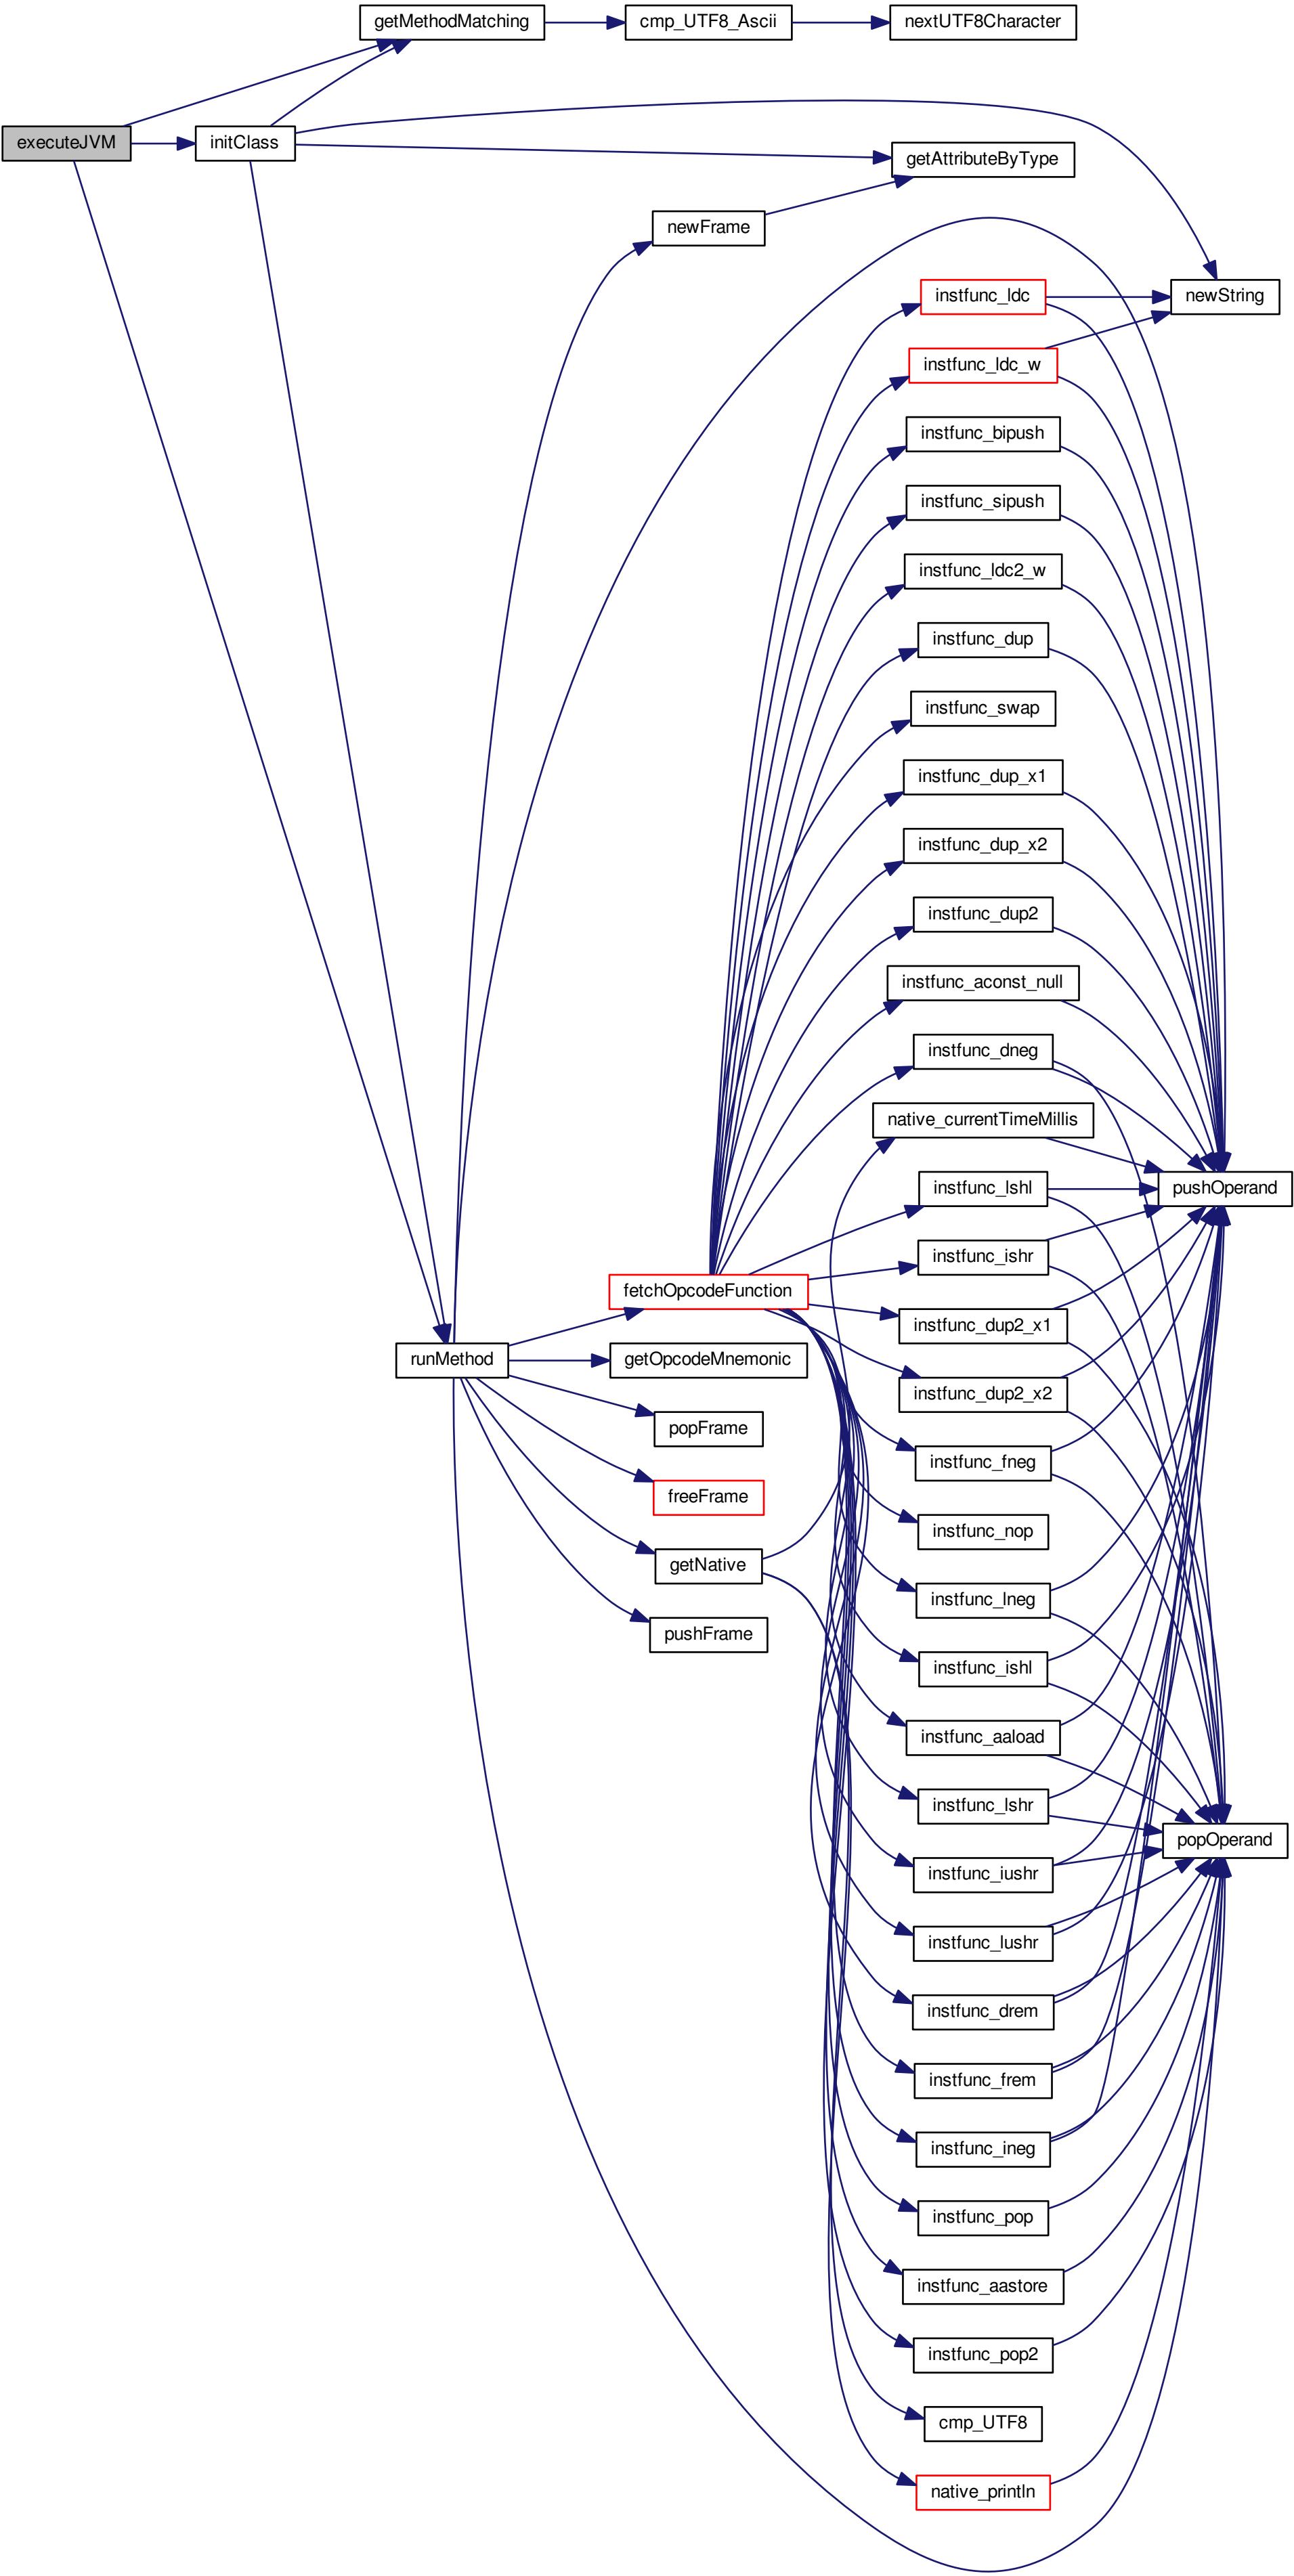 getMethodMatching
cmp_UTF8_Ascii
nextUTF8Character
executeJVM
initClass
getAttributeByType
newFrame
instfunc_ldc
newString
instfunc_ldc_w
instfunc_bipush
instfunc_sipush
instfunc_ldc2_w
instfunc_dup
instfunc_swap
instfunc_dup_x1
instfunc_dup_x2
instfunc_dup2
instfunc_aconst_null
instfunc_dneg
native_currentTimeMillis
instfunc_lshl
pushOperand
instfunc_ishr
fetchOpcodeFunction
instfunc_dup2_x1
runMethod
getOpcodeMnemonic
instfunc_dup2_x2
popFrame
instfunc_fneg
freeFrame
instfunc_nop
getNative
instfunc_lneg
pushFrame
instfunc_ishl
instfunc_aaload
instfunc_lshr
popOperand
instfunc_iushr
instfunc_lushr
instfunc_drem
instfunc_frem
instfunc_ineg
instfunc_pop
instfunc_aastore
instfunc_pop2
cmp_UTF8
native_println